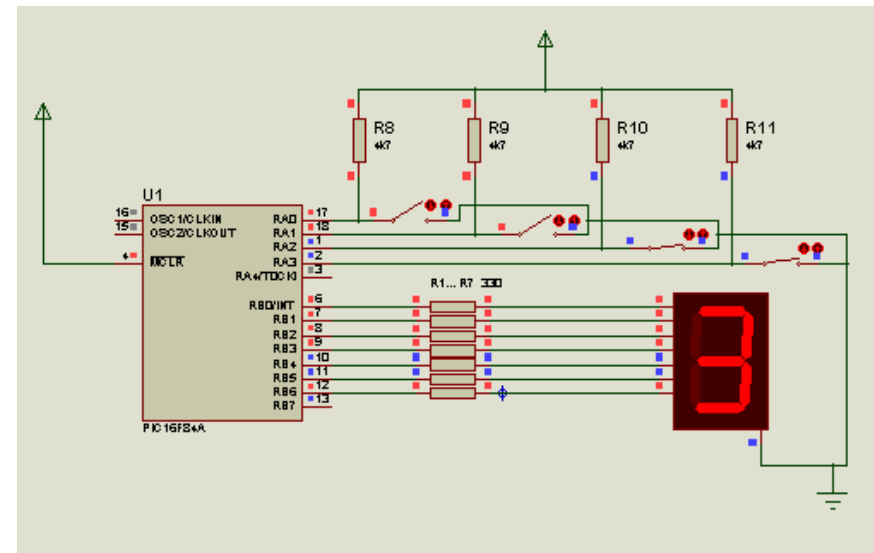 R8
4k7
R9
4k7
R10
4k7
R11
4k7
U1
16
15
4
OSC1/CLKIN
OSC2/CLKOUT
MCLR
RA0
RA1
RA2
RA3
RA4/T0CKI
17
18
1
2
3
RB0/INT
RB1
RB2
RB3
RB4
RB5
RB6
RB7
6
7
8
9
10
11
12
13
PIC16F84A
R1... R7 330
3